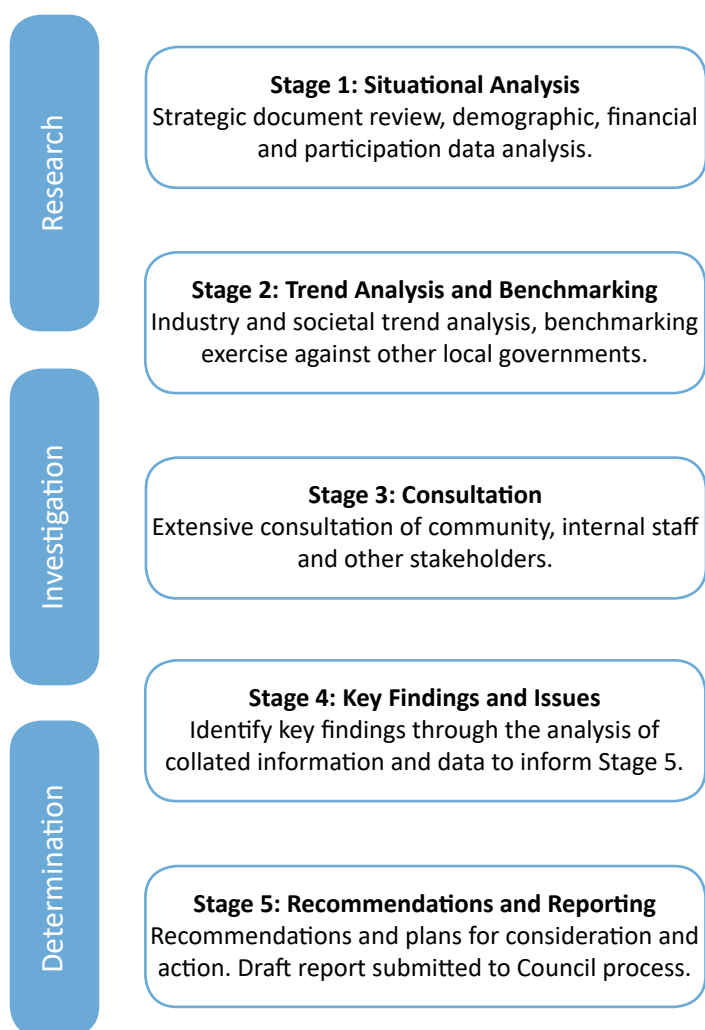 Research
Stage 1: Situational Analysis
Strategic document review, demographic, financial
and participation data analysis.
Stage 2: Trend Analysis and Benchmarking
Industry and societal trend analysis, benchmarking
exercise against other local governments.
Investigation
Stage 3: Consultation
Extensive consultation of community, internal staff
and other stakeholders.
Determination
Stage 4: Key Findings and Issues
Identify key findings through the analysis of
collated information and data to inform Stage 5.
Stage 5: Recommendations and Reporting
Recommendations and plans for consideration and
action. Draft report submitted to Council process.